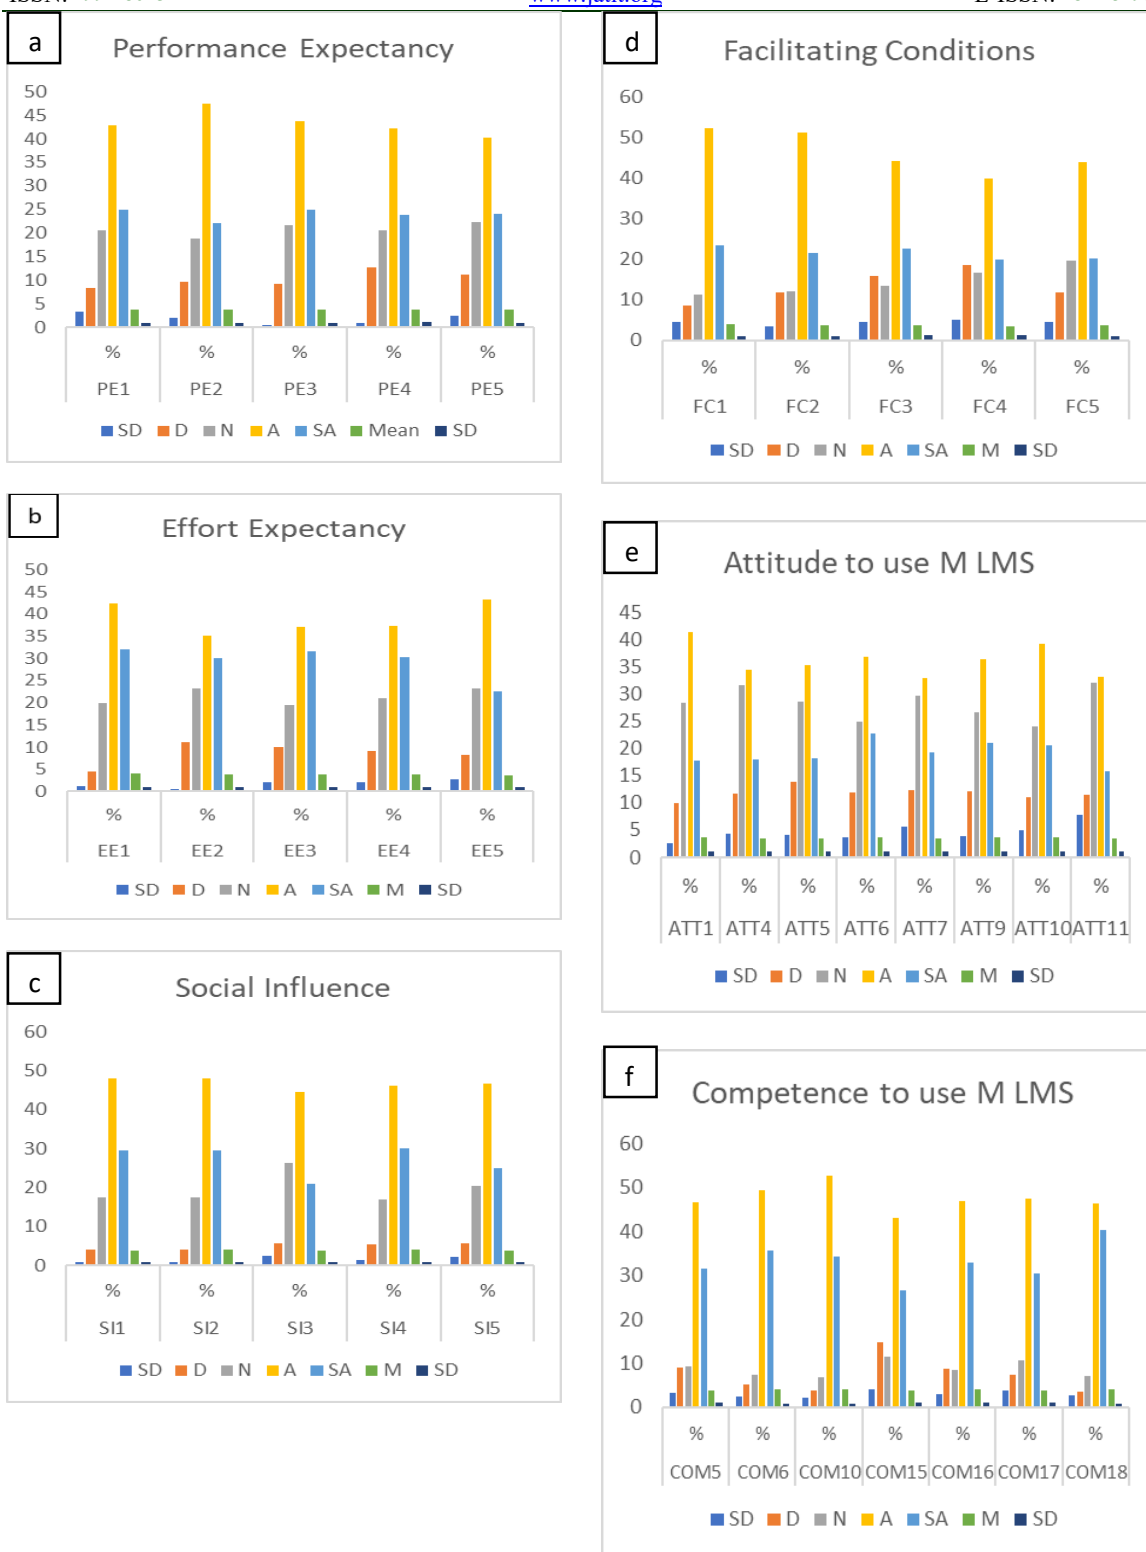 www.jatit.org
a
Performance Expectancy
50
45
40
35
30
25
20
15
10
5
0
% % % % %
PE1 PE2 PE3 PE4 PE5
SD D N A SA Mean SD
b
Effort Expectancy
50
45
40
35
30
25
20
15
10
5
0
% % % % %
EE1 EE2 EE3 EE4 EE5
SD D N A SA M SD
c
Social Influence
60
50
40
30
20
10
0
% % % % %
SI1 SI2 SI3 SI4 SI5
SD D N A SA M SD
d
Facilitating Conditions
60
50
40
30
20
10
0
% % % % %
FC1 FC2 FC3 FC4 FC5
SD D N A SA M SD
e
Attitude to use M LMS
45
40
35
30
25
20
15
10
5
0
% % % % % % % %
ATT1 ATT4 ATT5 ATT6 ATT7 ATT9 ATT10 ATT11
SD D N A SA M SD
f
Competence to use M LMS
60
50
40
30
20
10
0
% % % % % % %
COM5 COM6 COM10 COM15 COM16 COM17 COM18
SD D N A SA M SD